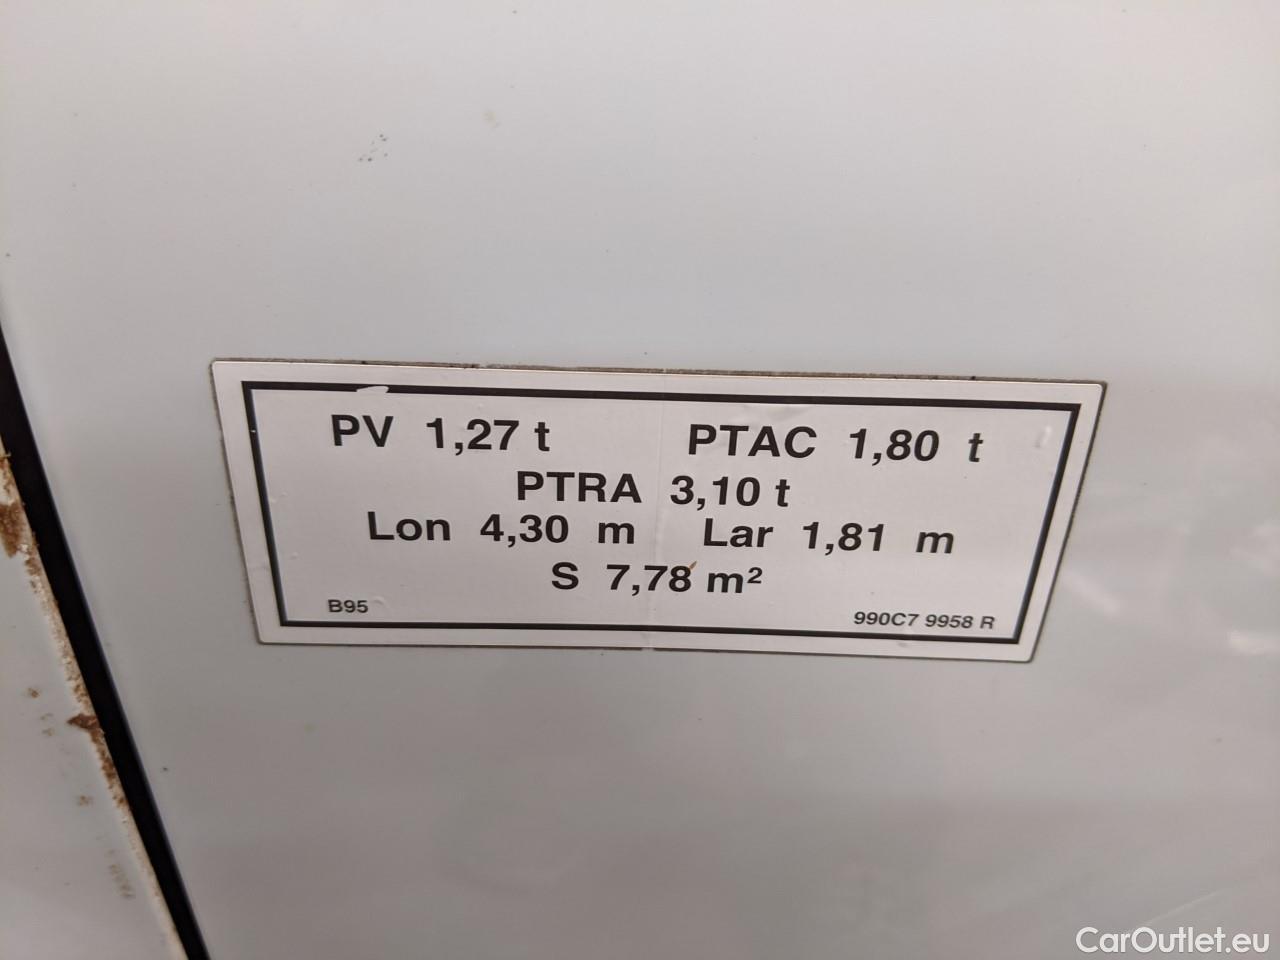 PV 1,27 t PTAC 1,80 t
PTRA 3,10 t
Lon 4,30 m Lar 1,81 m
S 7,78 m²
B95 990C7 9958 R
CarOutlet.eu